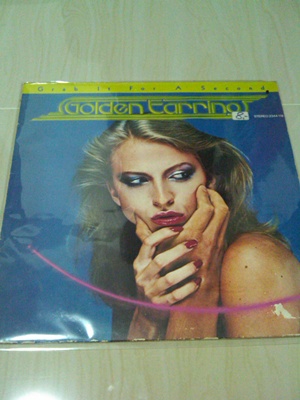 Grab It For A Second
Golden Earring